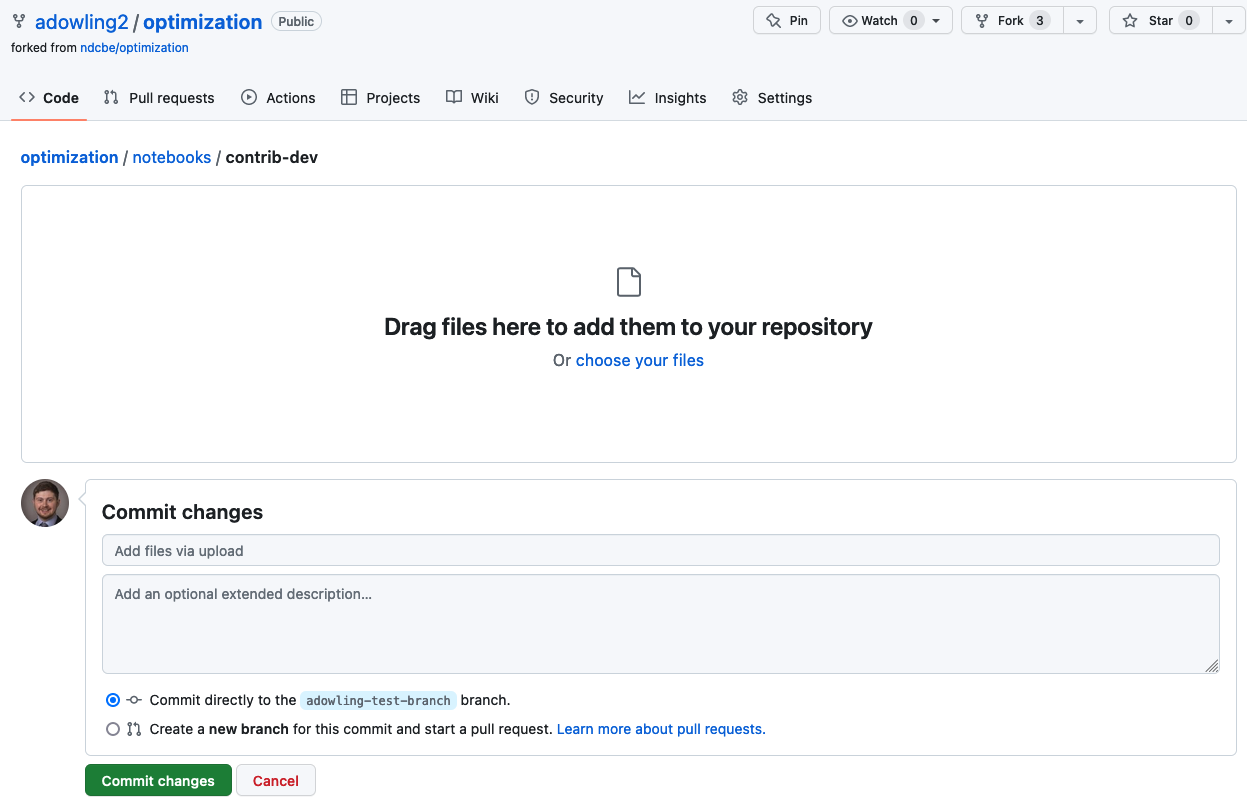 adowling2 / optimization Public Pin Watch 0 Fork 3 Star 0
forked from ndcbe/optimization
Code Pull requests Actions Projects Wiki Security Insights Settings
optimization / notebooks / contrib-dev
Drag files here to add them to your repository
Or choose your files
Commit changes
Add files via upload
Add an optional extended description...
Commit directly to the adowling-test-branch branch.
Create a new branch for this commit and start a pull request. Learn more about pull requests.
Commit changes Cancel